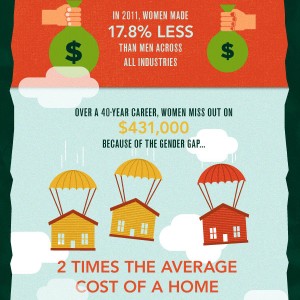 IN 2011, WOMEN MADE
17.8% LESS
THAN MEN ACROSS
ALL INDUSTRIES
$
$
OVER A 40-YEAR CAREER, WOMEN MISS OUT ON
$431,000
BECAUSE OF THE GENDER GAP...
2 TIMES THE AVERAGE
COST OF A HOME